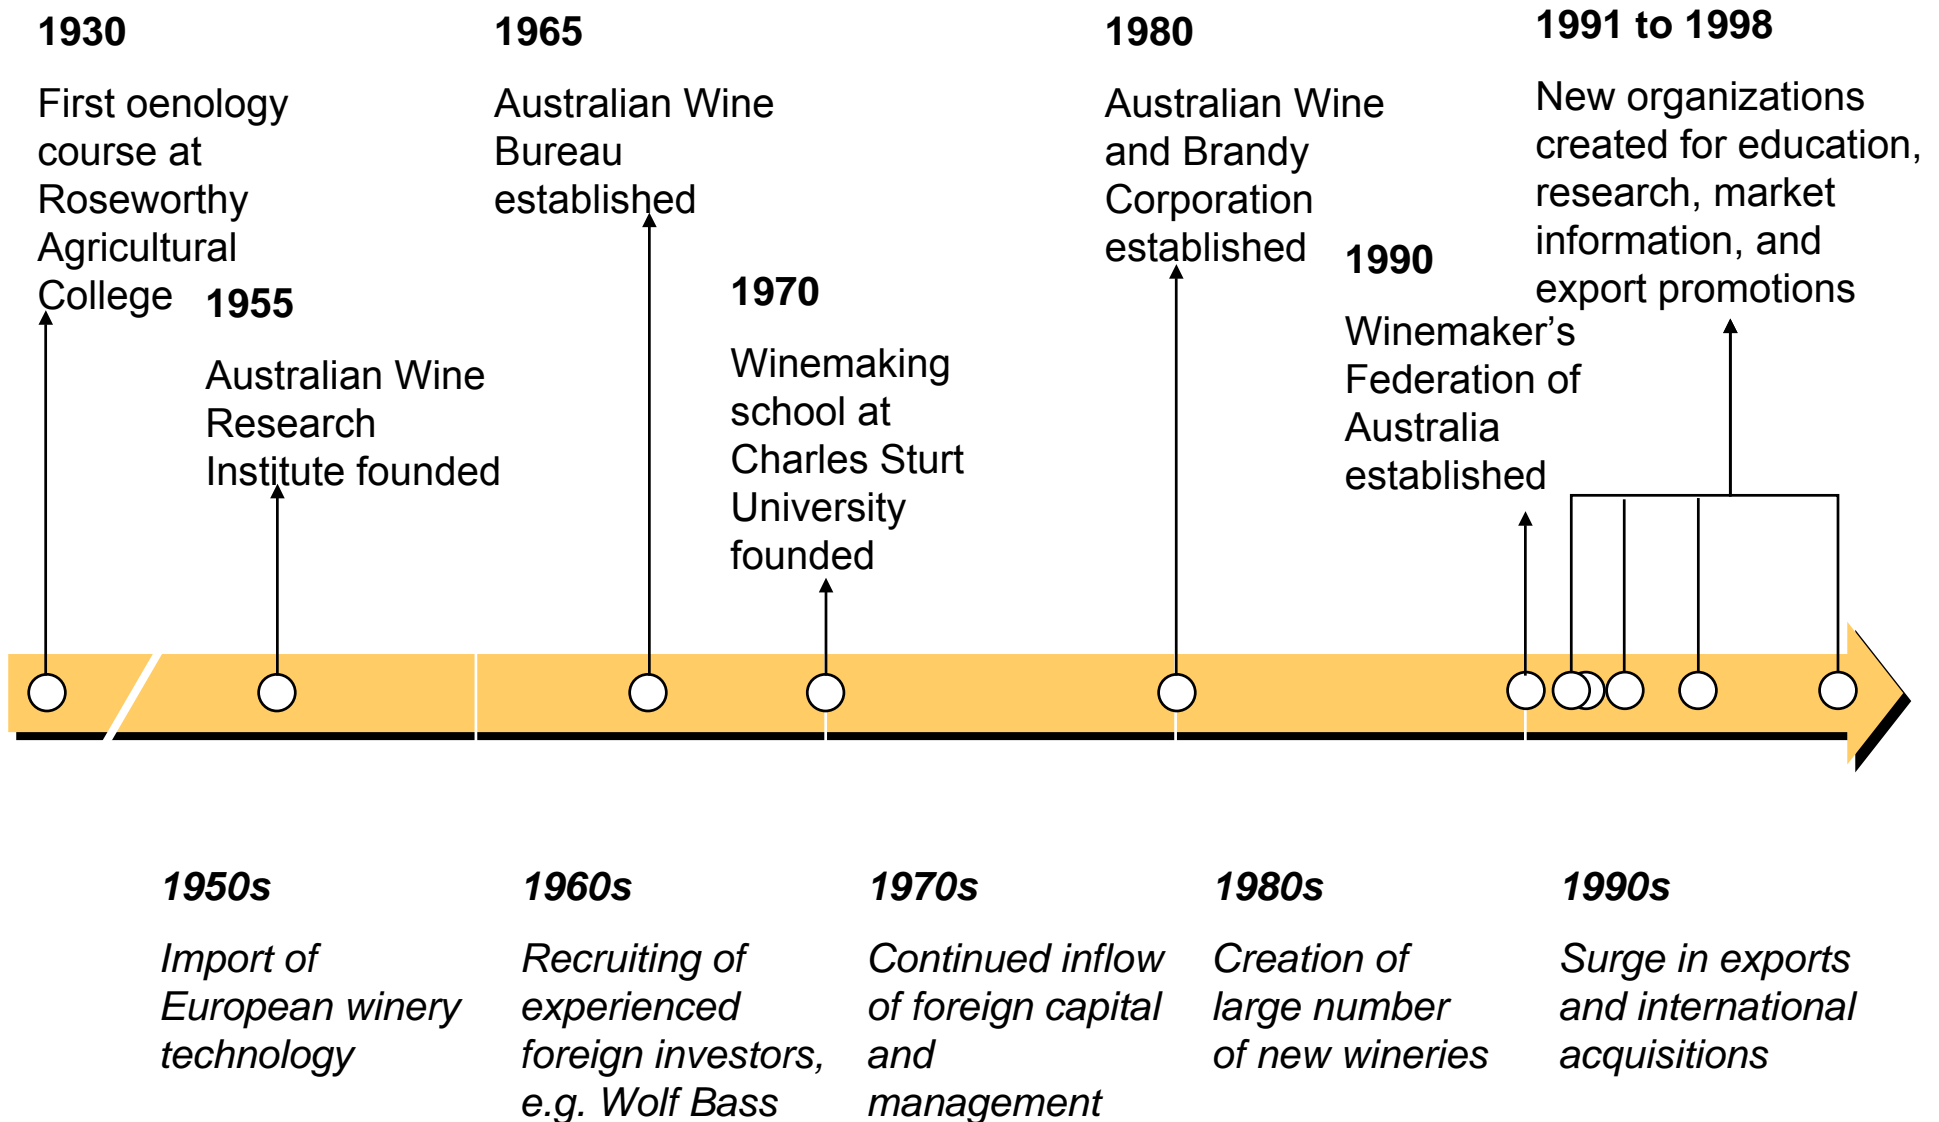 1930
First oenology
course at
Roseworthy
Agricultural
College
1955
Australian Wine
Research
Institute founded
1965
Australian Wine
Bureau
established
1970
Winemaking
school at
Charles Sturt
University
founded
1980
Australian Wine
and Brandy
Corporation
established
1990
Winemaker’s
Federation of
Australia
established
1991 to 1998
New organizations
created for education,
research, market
information, and
export promotions
1950s
Import of
European winery
technology
1960s
Recruiting of
experienced
foreign investors,
e.g. Wolf Bass
1970s
Continued inflow
of foreign capital
and
management
1980s
Creation of
large number
of new wineries
1990s
Surge in exports
and international
acquisitions